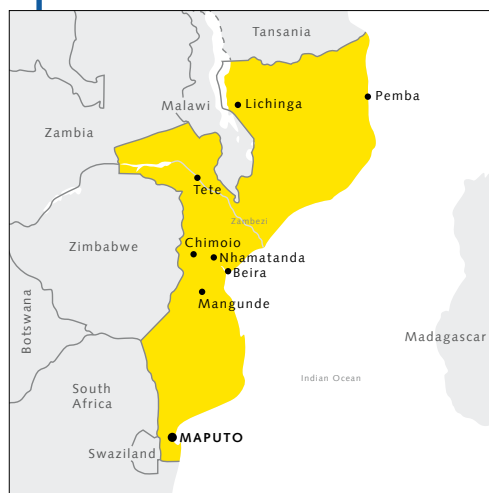 Tansania
Pemba
Lichinga
Malawi
Zambia
Tete
Zambezi
Chimoio
Zimbabwe
Nhamatanda
Beira
Mangunde
Botswana
Madagascar
Indian Ocean
South
Africa
MAPUTO
Swaziland